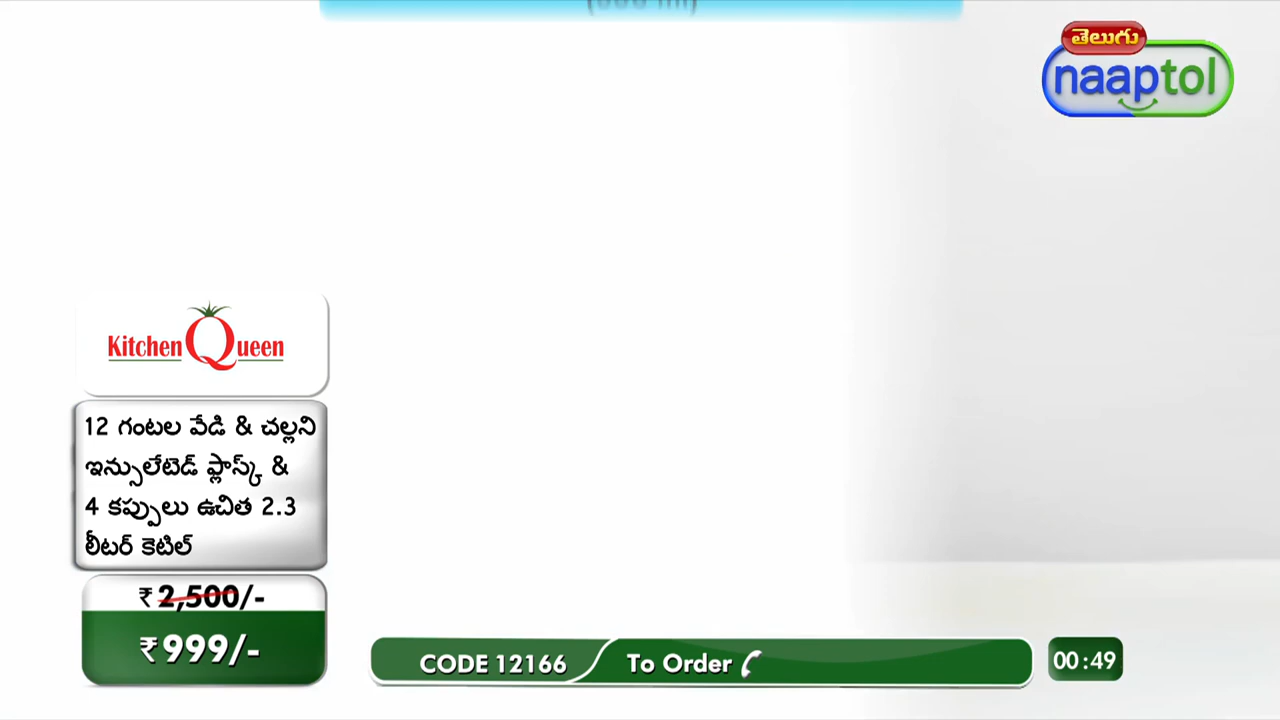 తెలుగు
naaptol
Kitchen Queen
12 గంటల వేడి & చల్లని
ఇన్సులేటెడ్ ఫ్లాస్క్ &
4 కప్పులు ఉచిత 2.3
లీటర్ కెటిల్
₹2,500/-
₹999/-
CODE 12166 To Order
00:49